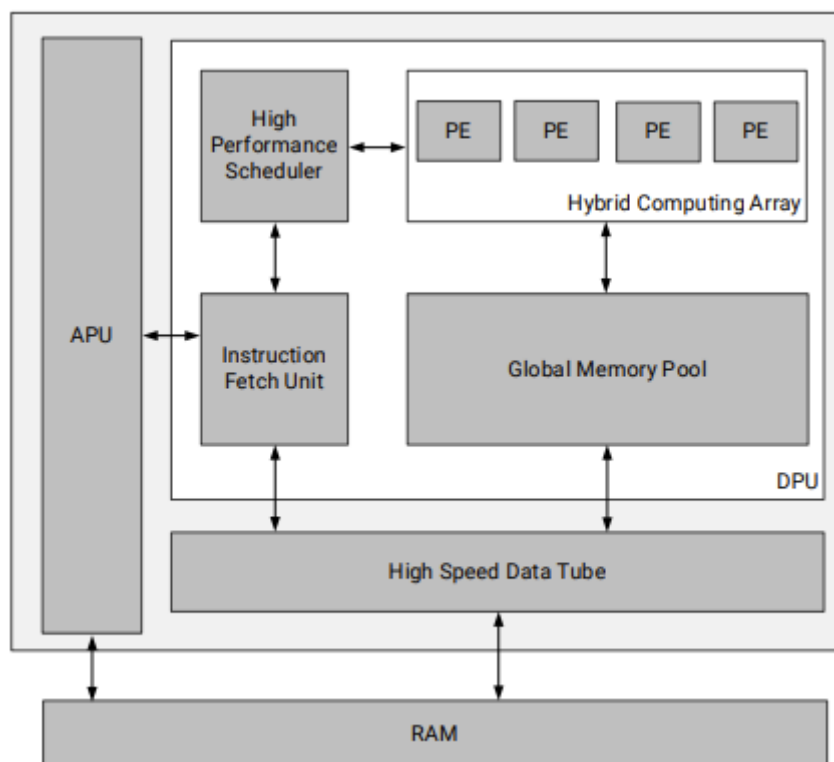 High
Performance
Scheduler
PE
PE
PE
PE
Hybrid Computing Array
APU
Instruction
Fetch Unit
Global Memory Pool
DPU
High Speed Data Tube
RAM